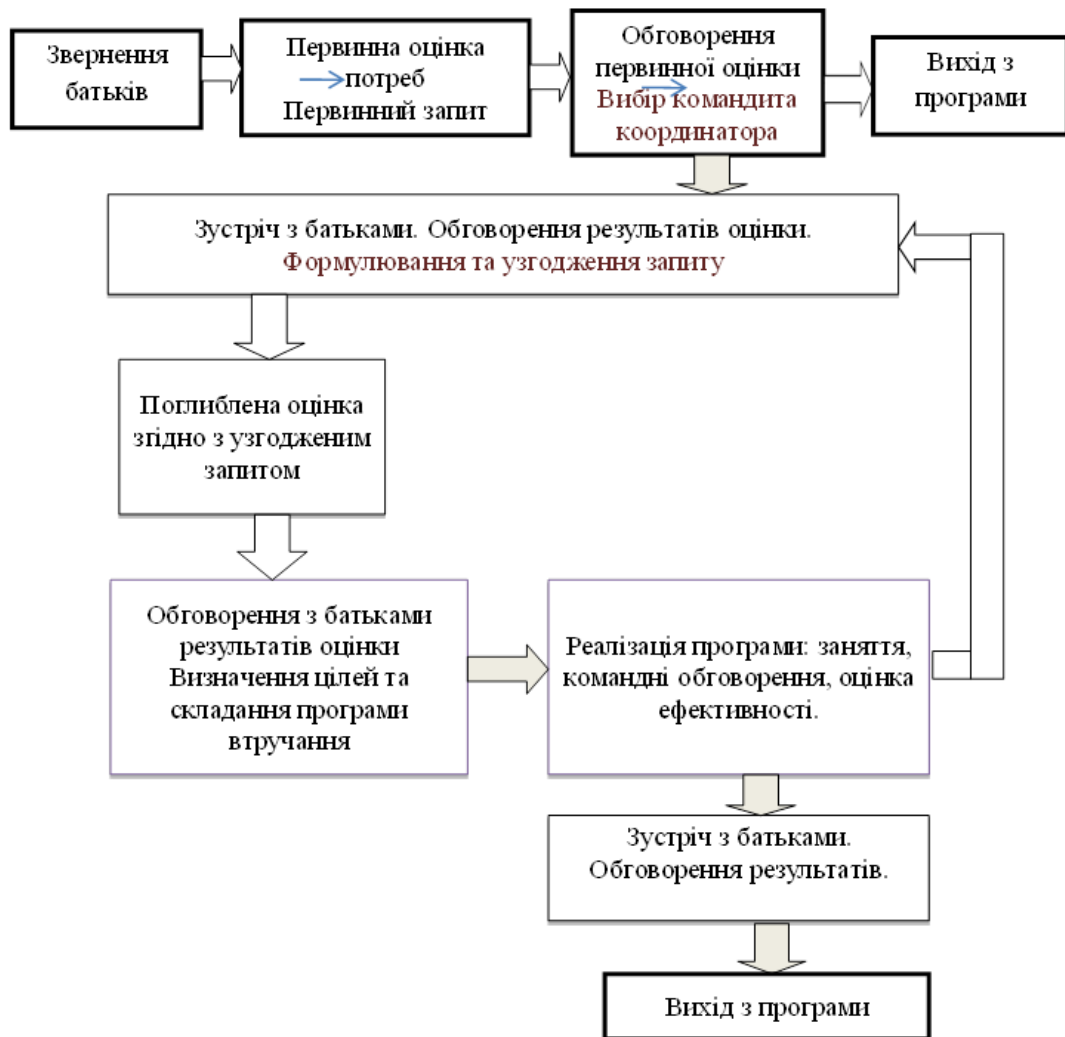 Звернення
батьків
Первинна оцінка
потреб
Первинний запит
Обговорення
первинної оцінки
Вибір командита
координатора
Вихід з
програми
Зустріч з батьками. Обговорення результатів оцінки.
Формулювання та узгодження запиту
Поглиблена оцінка
згідно з узгодженим
запитом
Обговорення з батьками
результатів оцінки
Визначення цілей та
складання програми
втручання
Реалізація програми: заняття,
командні обговорення, оцінка
ефективності.
Зустріч з батьками.
Обговорення результатів.
Вихід з програми